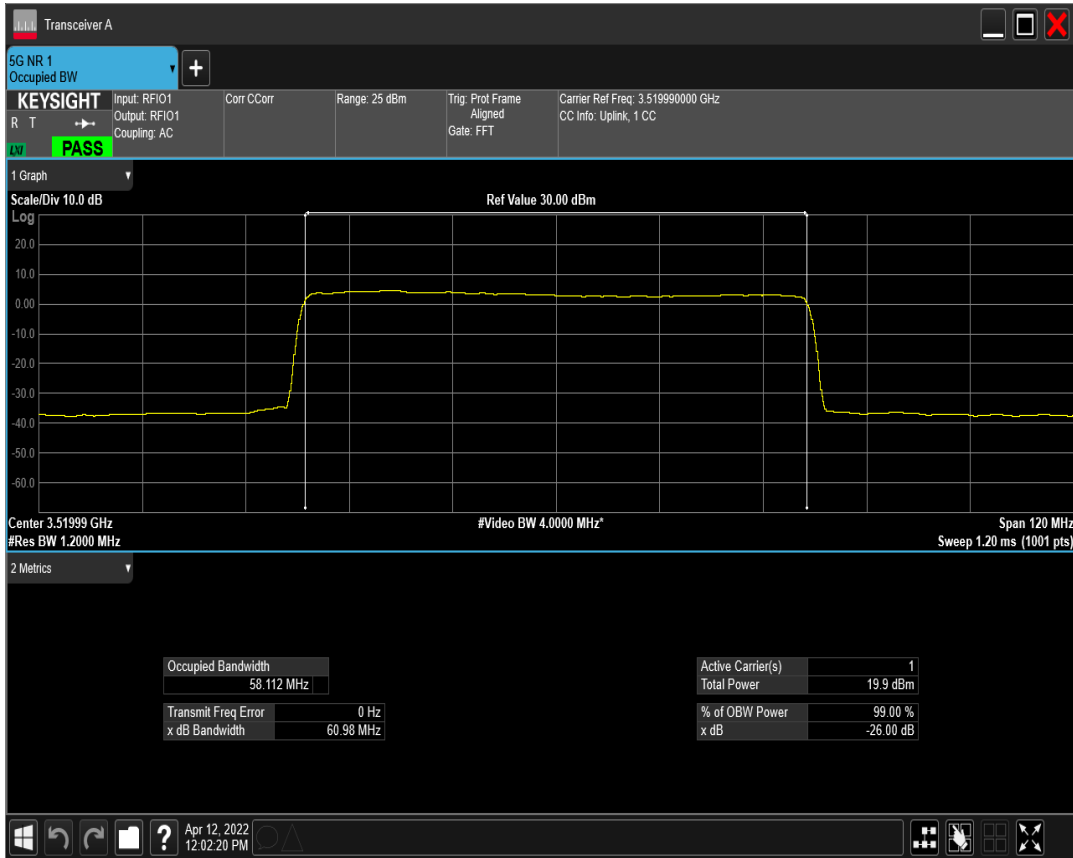 Transceiver A
5G NR 1
Occupied BW
+
KEYSIGHT
R T
LXI
PASS
Input: RFIO1
Output: RFIO1
Coupling: AC
Corr CCorr
Range: 25 dBm
Trig: Prot Frame
Aligned
Gate: FFT
Carrier Ref Freq: 3.519990000 GHz
CC Info: Uplink, 1 CC
1 Graph
Scale/Div 10.0 dB
Ref Value 30.00 dBm
Log
20.0
10.0
0.00
-10.0
-20.0
-30.0
-40.0
-50.0
-60.0
Center 3.51999 GHz
#Video BW 4.0000 MHz*
Span 120 MHz
#Res BW 1.2000 MHz
Sweep 1.20 ms (1001 pts)
2 Metrics
Occupied Bandwidth
58.112 MHz
Transmit Freq Error 0 Hz
x dB Bandwidth 60.98 MHz
Active Carrier(s) 1
Total Power 19.9 dBm
% of OBW Power 99.00 %
x dB -26.00 dB
?
Apr 12, 2022
12:02:20 PM